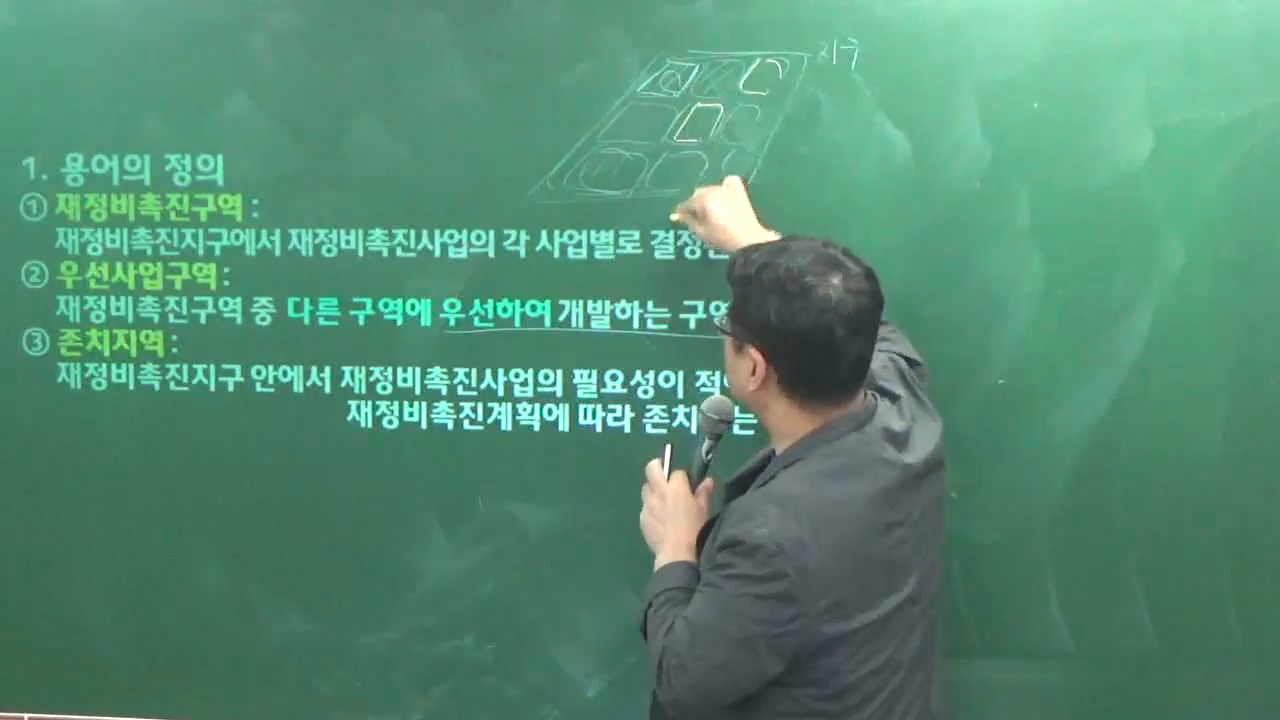 지구
1. 용어의 정의
① 재정비촉진구역 :
재정비촉진지구에서 재정비촉진사업의 각 사업별로 결정된
② 우선사업구역 :
재정비촉진구역 중 다른 구역에 우선하여 개발하는 구역
③ 존치지역 :
재정비촉진지구 안에서 재정비촉진사업의 필요성이
재정비촉진계획에 따라 존치